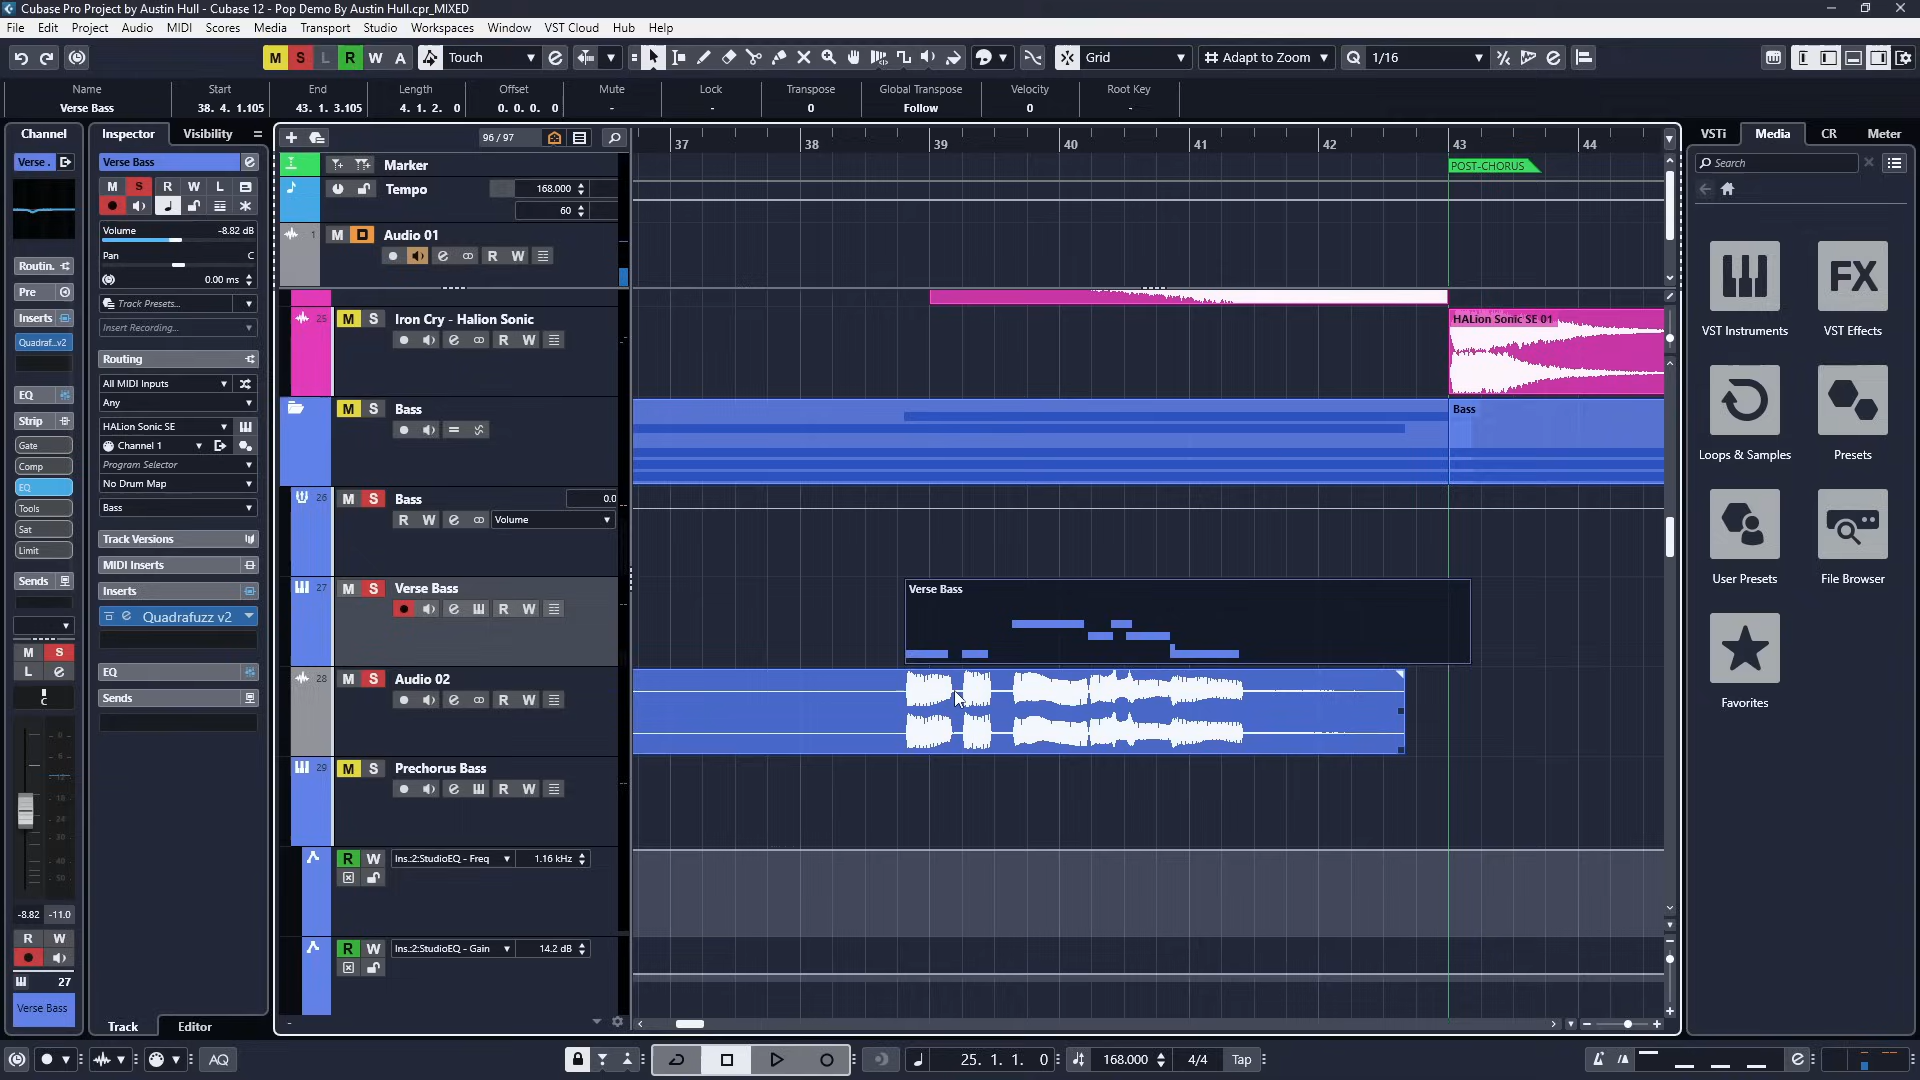 Cubase Pro Project by Austin Hull - Cubase 12 - Pop Demo By Austin Hull.cpr_MIXED
File Edit Project Audio MIDI Scores Media Transport Studio Workspaces Window VST Cloud Hub Help
M S L R W A Touch Grid Adapt to Zoom Q 1/16
Name Start End Length Offset Mute Lock Transpose Global Transpose Velocity Root Key
Verse Bass 38. 4. 1.105 43. 1. 3.105 4. 1. 2. 0 0. 0. 0. 0 - - 0 Follow 0 -
Channel Inspector Visibility
96 / 97
37 38 39 40 41 42 43 44
VSTi Media CR Meter
Verse .
Verse Bass
Marker
POST-CHORUS
Search
M S R W L
Tempo 168.000
60
Volume -8.82 dB
1 M Audio 01
Pan C
R W
Routin.
0.00 ms
Pre
Track Presets...
Inserts
Insert Recording...
25 M S Iron Cry - Halion Sonic
R W
HALion Sonic SE 01
VST Instruments VST Effects
FX
Quadraf...v2
Routing
All MIDI Inputs
EQ
Any
Bass
M S Bass
Strip
HALion Sonic SE
Gate
Channel 1
Loops & Samples Presets
Comp
Program Selector
EQ
No Drum Map
Tools
Bass
26 M S Bass 0.0
R W Volume
Sat
Track Versions
Limit
MIDI Inserts
Sends
Inserts
User Presets File Browser
27 M S Verse Bass
R W
Verse Bass
Quadrafuzz v2
M S
L
EQ
28 M S Audio 02
R W
Sends
C
Favorites
29 M S Prechorus Bass
R W
R W Ins.:2:StudioEQ - Freq 1.16 kHz
-8.82 -11.0
R W
R W Ins.:2:StudioEQ - Gain 14.2 dB
27
Verse Bass
Track Editor
AQ
25. 1. 1. 0 168.000 4/4 Tap